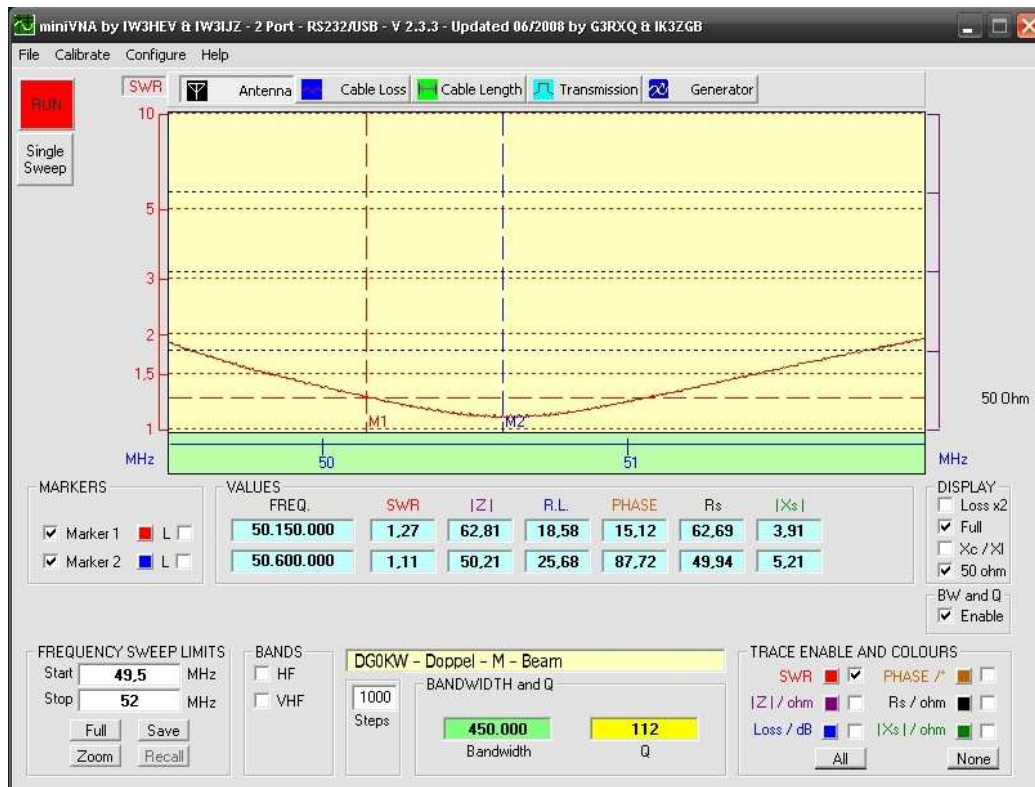 miniVNA by IW3HEV & IW3IJZ - 2 Port - RS232/USB - V 2.3.3 - Updated 06/2008 by G3RXQ & IK3ZGB
File Calibrate Configure Help
RUN
Single
Sweep
SWR Antenna Cable Loss Cable Length Transmission Generator
10
5
3
2
1,5
1
M1 M2
50 Ohm
MHz 50 51 MHz
MARKERS
Marker 1 L
Marker 2 L
VALUES
FREQ. SWR |Z| R.L. PHASE Rs |Xs|
50.150.000 1,27 62,81 18,58 15,12 62,69 3,91
50.600.000 1,11 50,21 25,68 87,72 49,94 5,21
DISPLAY
Loss x2
Full
Xc / Xl
50 ohm
BW and Q
Enable
FREQUENCY SWEEP LIMITS
Start 49,5 MHz
Stop 52 MHz
Full Save
Zoom Recall
BANDS
HF
VHF
DG0KW - Doppel - M - Beam
1000
Steps
BANDWIDTH and Q
450.000 112
Bandwidth Q
TRACE ENABLE AND COLOURS
SWR PHASE /°
|Z| / ohm Rs / ohm
Loss / dB |Xs| / ohm
All None